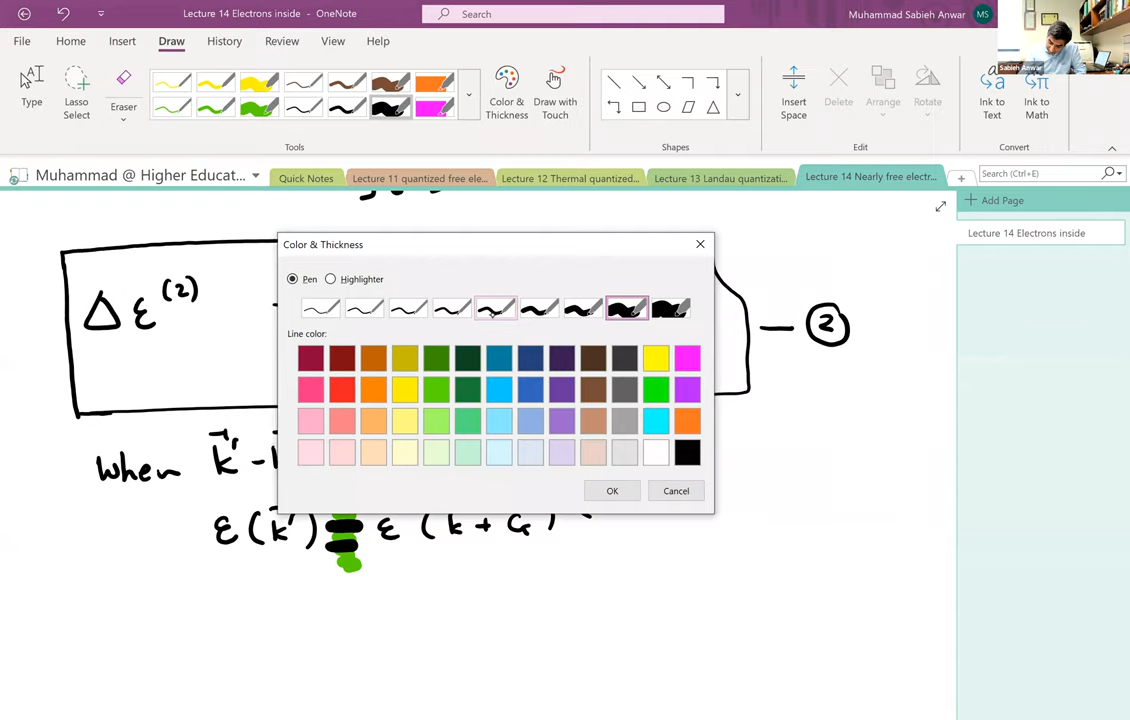 Lecture 14 Electrons inside - OneNote
Search
Muhammad Sabieh Anwar
MS
File
Home
Insert
Draw
History
Review
View
Help
Sabieh Anwar
Type
Lasso Select
Eraser
Color & Thickness
Draw with Touch
Insert Space
Delete
Arrange
Rotate
Ink to Text
Ink to Math
Tools
Shapes
Edit
Convert
Muhammad @ Higher Educat...
Quick Notes
Lecture 11 quantized free ele...
Lecture 12 Thermal quantized...
Lecture 13 Landau quantizati...
Lecture 14 Nearly free electr...
Search (Ctrl+E)
Add Page
Lecture 14 Electrons inside
Color & Thickness
Pen
Highlighter
Line color:
OK
Cancel
Δ ε (2)
— ②
When k' -
ε (k') = ε (k + G)